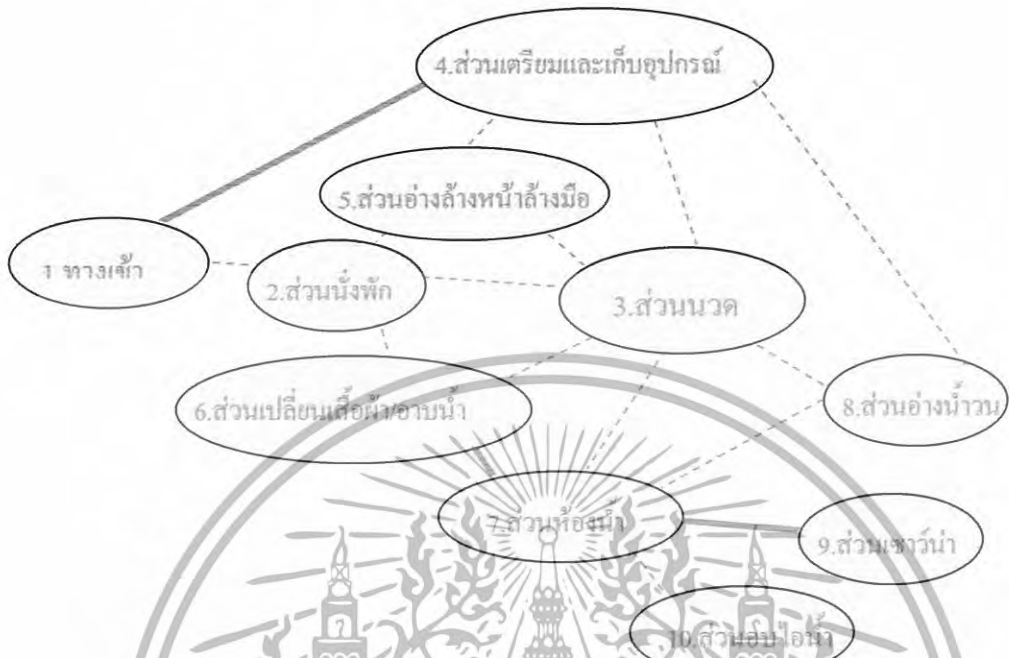 4.ส่วนเตรียมและเก็บอุปกรณ์
5.ส่วนอ่างล้างหน้าล้างมือ
1 ทางเข้า
2.ส่วนนั่งพัก
3.ส่วนนวด
6.ส่วนเปลี่ยนเสื้อผ้า/อาบน้ำ
8.ส่วนอ่างน้ำวน
7.ส่วนห้องน้ำ
9.ส่วนเซาว์น่า
10.ส่วนอบไอน้ำ